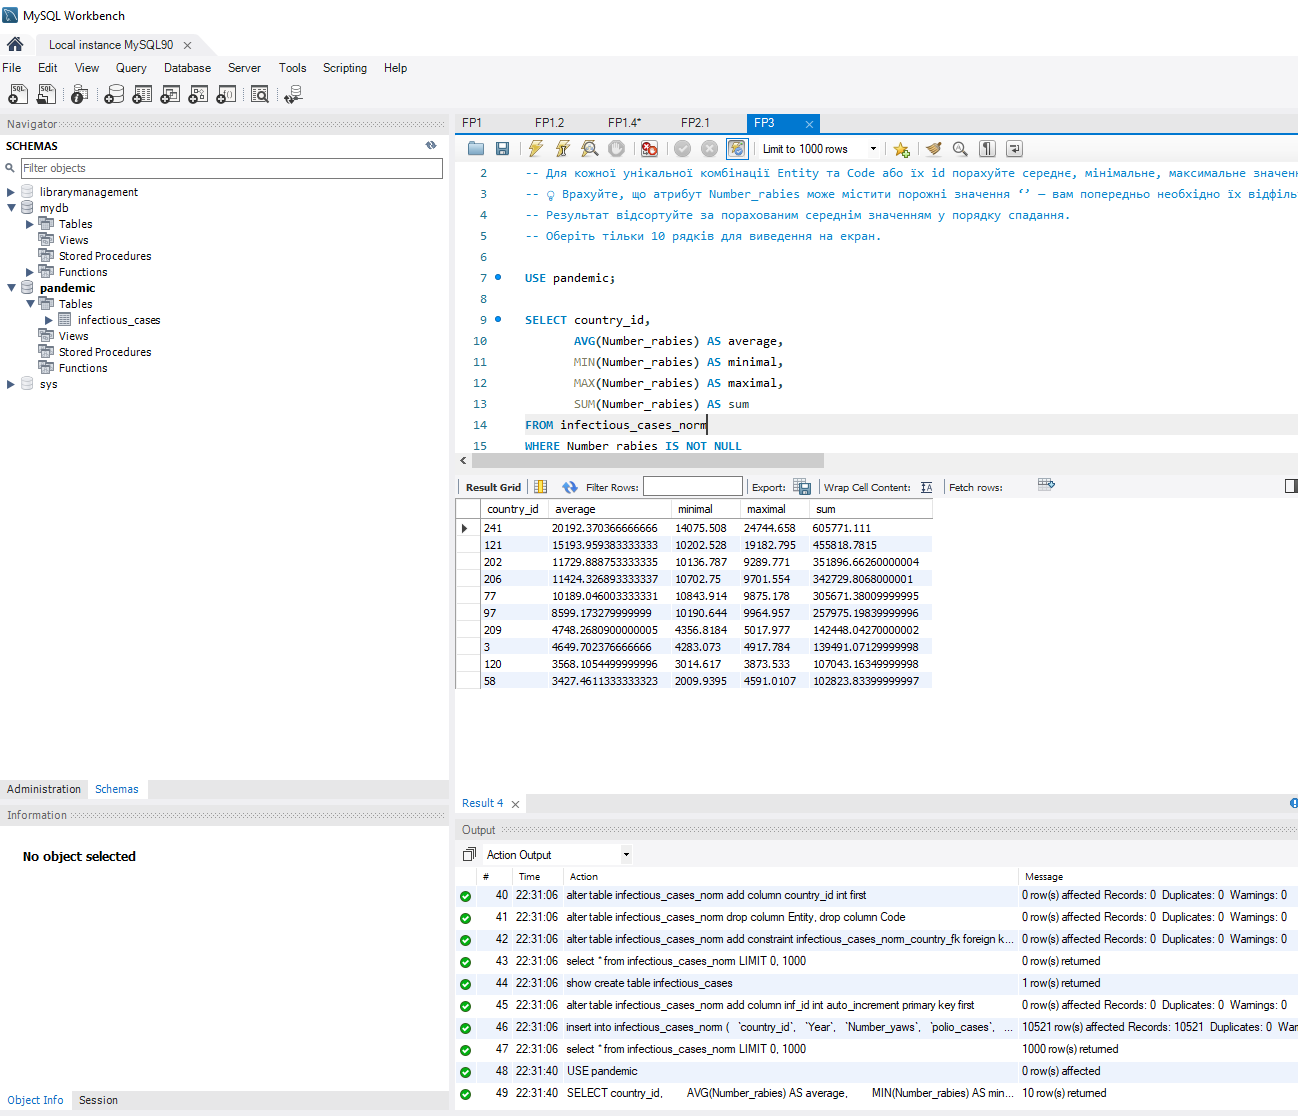 MySQL Workbench
Local instance MySQL90
File Edit View Query Database Server Tools Scripting Help
Navigator
SCHEMAS
Filter objects
librarymanagement
mydb
Tables
Views
Stored Procedures
Functions
pandemic
Tables
infectious_cases
Views
Stored Procedures
Functions
sys
Administration Schemas
Information
No object selected
Object Info Session
FP1 FP1.2 FP1.4* FP2.1 FP3
Limit to 1000 rows
2 -- Для кожної унікальної комбінації Entity та Code або їх id порахуйте середнє, мінімальне, максимальне значен
3 -- 💡 Врахуйте, що атрибут Number_rabies може містити порожні значення ‘’ — вам попередньо необхідно їх відфіль
4 -- Результат відсортуйте за порахованим середнім значенням у порядку спадання.
5 -- Оберіть тільки 10 рядків для виведення на екран.
6
7 USE pandemic;
8
9 SELECT country_id,
10 AVG(Number_rabies) AS average,
11 MIN(Number_rabies) AS minimal,
12 MAX(Number_rabies) AS maximal,
13 SUM(Number_rabies) AS sum
14 FROM infectious_cases_norm
15 WHERE Number_rabies IS NOT NULL
Result Grid Filter Rows: Export: Wrap Cell Content: Fetch rows:
country_id average minimal maximal sum
241 20192.370366666666 14075.508 24744.658 605771.111
121 15193.959383333333 10202.528 19182.795 455818.7815
202 11729.888753333335 10136.787 9289.771 351896.66260000004
206 11424.326893333337 10702.75 9701.554 342729.8068000001
77 10189.046003333331 10843.914 9875.178 305671.38009999995
97 8599.173279999999 10190.644 9964.957 257975.19839999996
209 4748.2680900000005 4356.8184 5017.977 142448.04270000002
3 4649.702376666666 4283.073 4917.784 139491.07129999998
120 3568.1054499999996 3014.617 3873.533 107043.16349999998
58 3427.4611333333323 2009.9395 4591.0107 102823.83399999997
Result 4
Output
Action Output
# Time Action Message
40 22:31:06 alter table infectious_cases_norm add column country_id int first 0 row(s) affected Records: 0 Duplicates: 0 Warnings: 0
41 22:31:06 alter table infectious_cases_norm drop column Entity, drop column Code 0 row(s) affected Records: 0 Duplicates: 0 Warnings: 0
42 22:31:06 alter table infectious_cases_norm add constraint infectious_cases_norm_country_fk foreign k... 0 row(s) affected Records: 0 Duplicates: 0 Warnings: 0
43 22:31:06 select * from infectious_cases_norm LIMIT 0, 1000 0 row(s) returned
44 22:31:06 show create table infectious_cases 1 row(s) returned
45 22:31:06 alter table infectious_cases_norm add column inf_id int auto_increment primary key first 0 row(s) affected Records: 0 Duplicates: 0 Warnings: 0
46 22:31:06 insert into infectious_cases_norm ( `country_id`, `Year`, `Number_yaws`, `polio_cases`, ... 10521 row(s) affected Records: 10521 Duplicates: 0 Wa
47 22:31:06 select * from infectious_cases_norm LIMIT 0, 1000 1000 row(s) returned
48 22:31:40 USE pandemic 0 row(s) affected
49 22:31:40 SELECT country_id, AVG(Number_rabies) AS average, MIN(Number_rabies) AS min... 10 row(s) returned